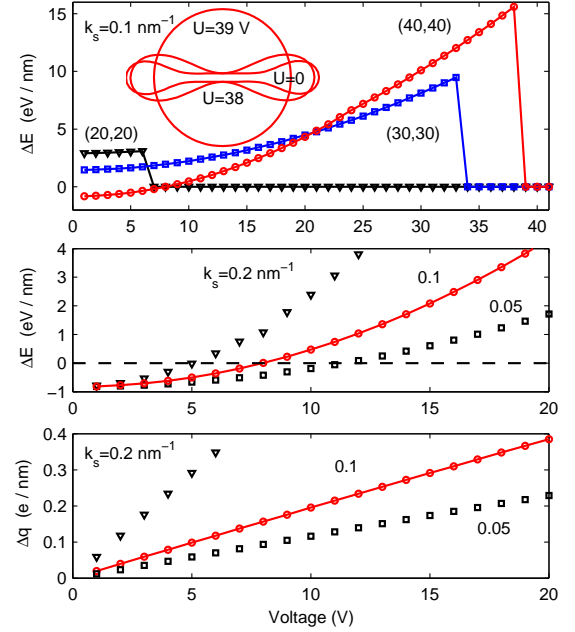 15
10
5
0
ΔE (eV / nm)
k_s=0.1 nm⁻¹
U=39 V
U=0
U=38
(40,40)
(20,20)
(30,30)
0 5 10 15 20 25 30 35 40
4
3
2
1
0
−1
ΔE (eV / nm)
k_s=0.2 nm⁻¹
0.1
0.05
0 5 10 15 20
0.4
0.3
0.2
0.1
0
Δq (e / nm)
k_s=0.2 nm⁻¹
0.1
0.05
0 5 10 15 20
Voltage (V)